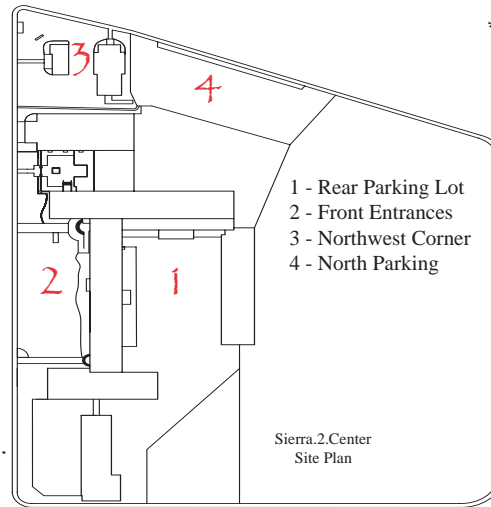 3
4
1 - Rear Parking Lot
2 - Front Entrances
3 - Northwest Corner
4 - North Parking
2
1
Sierra.2.Center
Site Plan